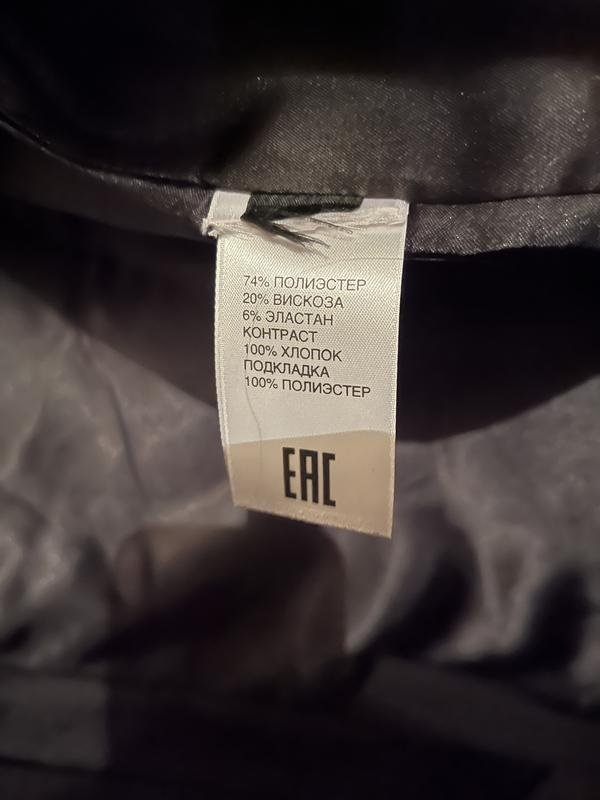 74% ПОЛИЭСТЕР
20% ВИСКОЗА
6% ЭЛАСТАН
КОНТРАСТ
100% ХЛОПОК
ПОДКЛАДКА
100% ПОЛИЭСТЕР
EAC